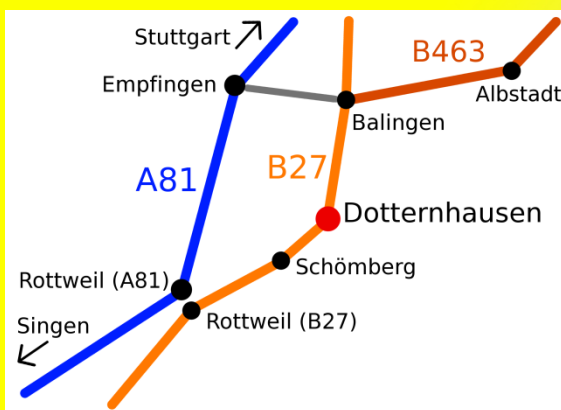 Stuttgart
B463
Empfingen
Albstadt
Balingen
A81
B27
Dotternhausen
Schömberg
Rottweil (A81)
Singen
Rottweil (B27)